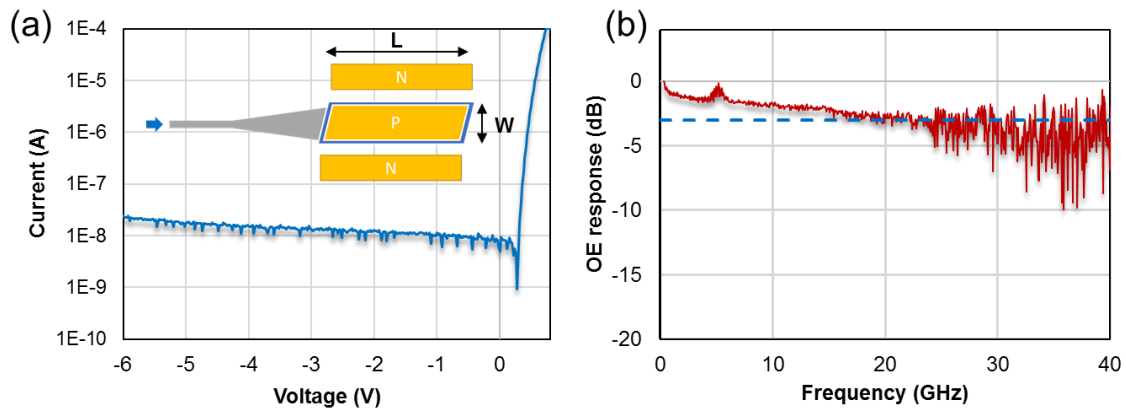 (a)
1E-4
1E-5
1E-6
1E-7
1E-8
1E-9
1E-10
Current (A)
L
N
P
W
N
-6 -5 -4 -3 -2 -1 0
Voltage (V)
(b)
0
-5
-10
-15
-20
OE response (dB)
0 10 20 30 40
Frequency (GHz)